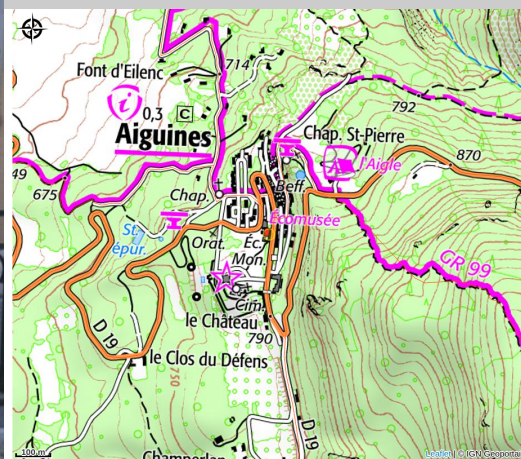 714
Font d'Eilenc
792
i
0,3
C
Aiguines
Chap. St-Pierre
870
l'Aigle
49
675
Chap.
Beff.
Écomusée
St.
épur.
Orat.
Éc.
Mon.
GR 99
Cim.
le Château
790
D 19
le Clos du Défens
750
D 19
100 m
Leaflet | © IGN Geoportail